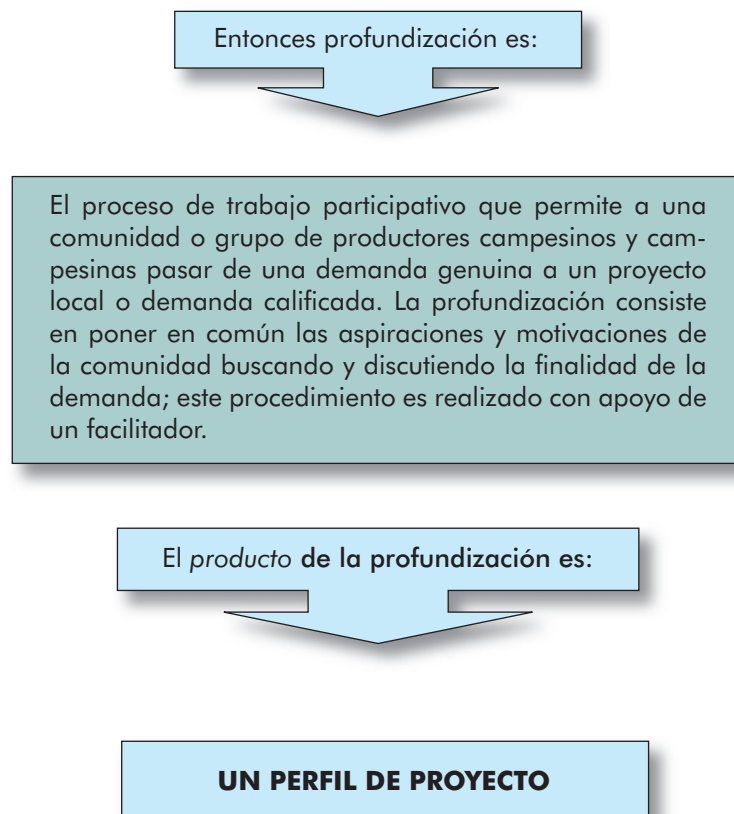 Entonces profundización es:
El proceso de trabajo participativo que permite a una
comunidad o grupo de productores campesinos y cam-
pesinas pasar de una demanda genuina a un proyecto
local o demanda calificada. La profundización consiste
en poner en común las aspiraciones y motivaciones de
la comunidad buscando y discutiendo la finalidad de la
demanda; este procedimiento es realizado con apoyo de
un facilitador.
El producto de la profundización es:
UN PERFIL DE PROYECTO